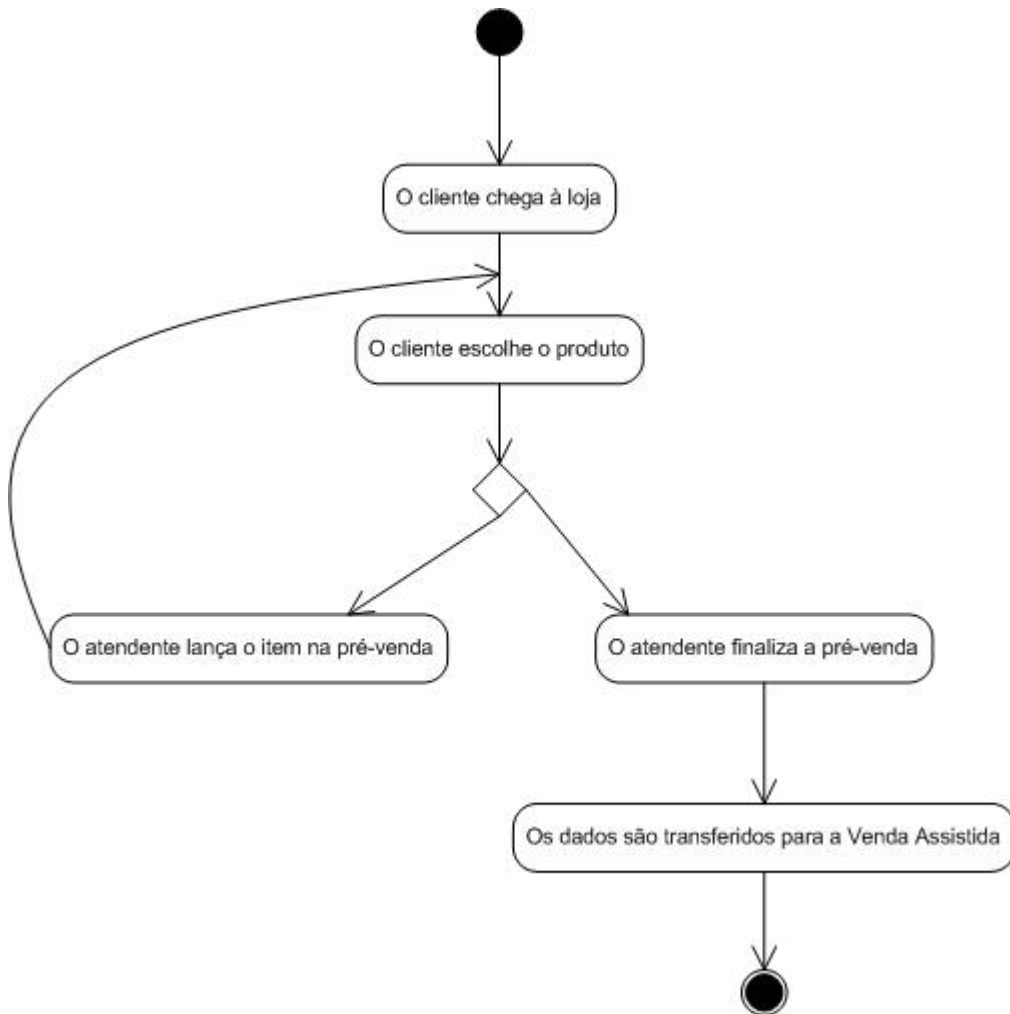 O cliente chega à loja
O cliente escolhe o produto
O atendente lança o item na pré-venda
O atendente finaliza a pré-venda
Os dados são transferidos para a Venda Assistida